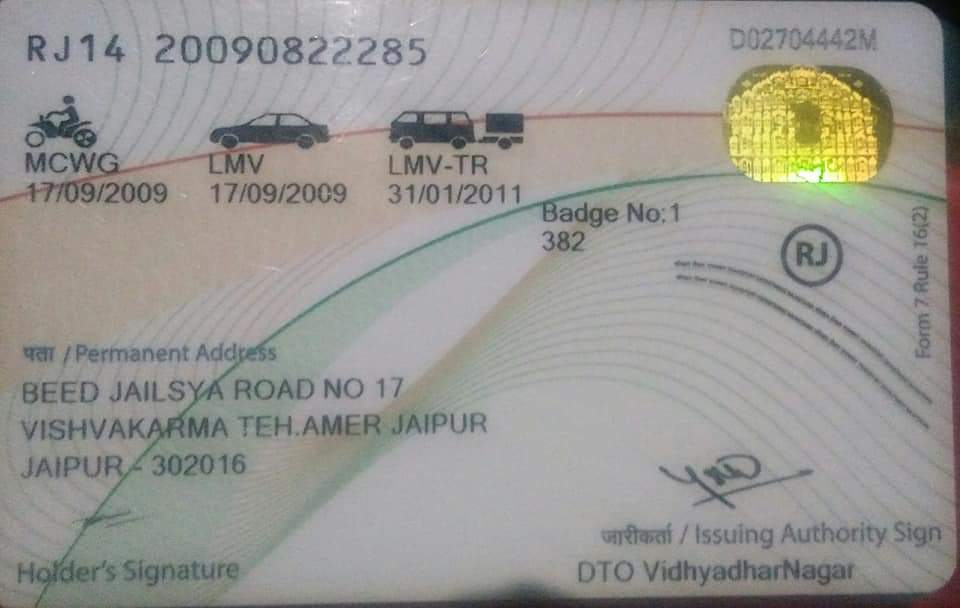 RJ14 20090822285
D02704442M
MCWG
17/09/2009
LMV
17/09/2009
LMV-TR
31/01/2011
Badge No:1
382
RJ
Form 7 Rule 16(2)
पता / Permanent Address
BEED JAILSYA ROAD NO 17
VISHVAKARMA TEH.AMER JAIPUR
JAIPUR - 302016
Holder's Signature
जारीकर्ता / Issuing Authority Sign
DTO VidhyadharNagar